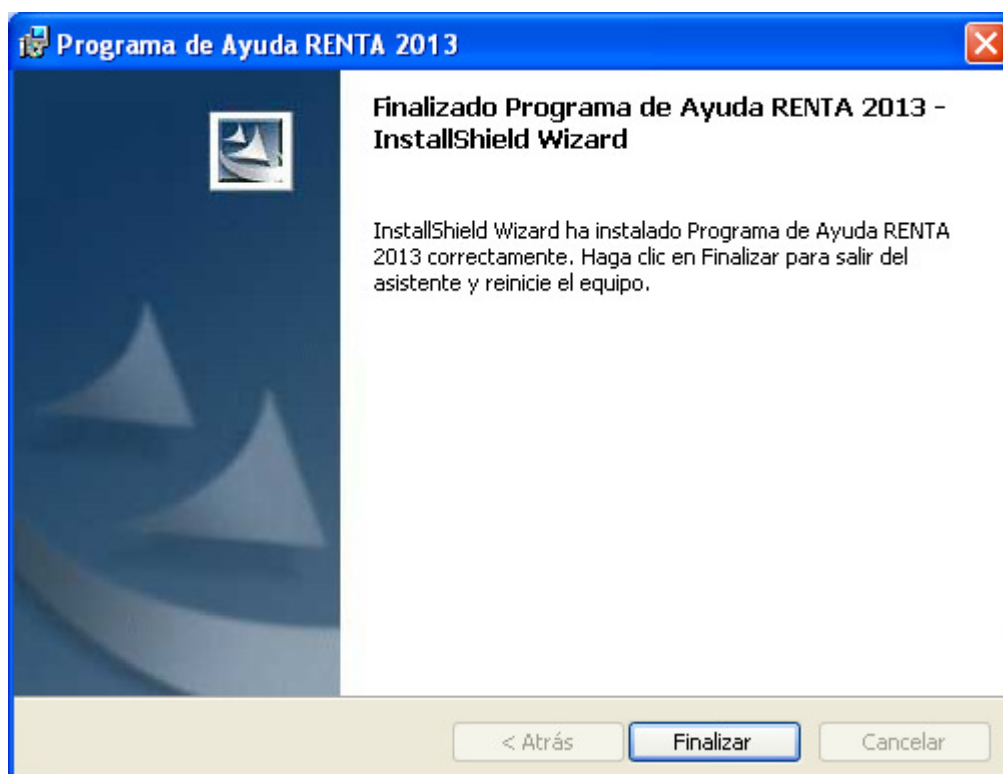 Programa de Ayuda RENTA 2013
Finalizado Programa de Ayuda RENTA 2013 -
InstallShield Wizard
InstallShield Wizard ha instalado Programa de Ayuda RENTA
2013 correctamente. Haga clic en Finalizar para salir del
asistente y reinicie el equipo.
< Atrás Finalizar Cancelar